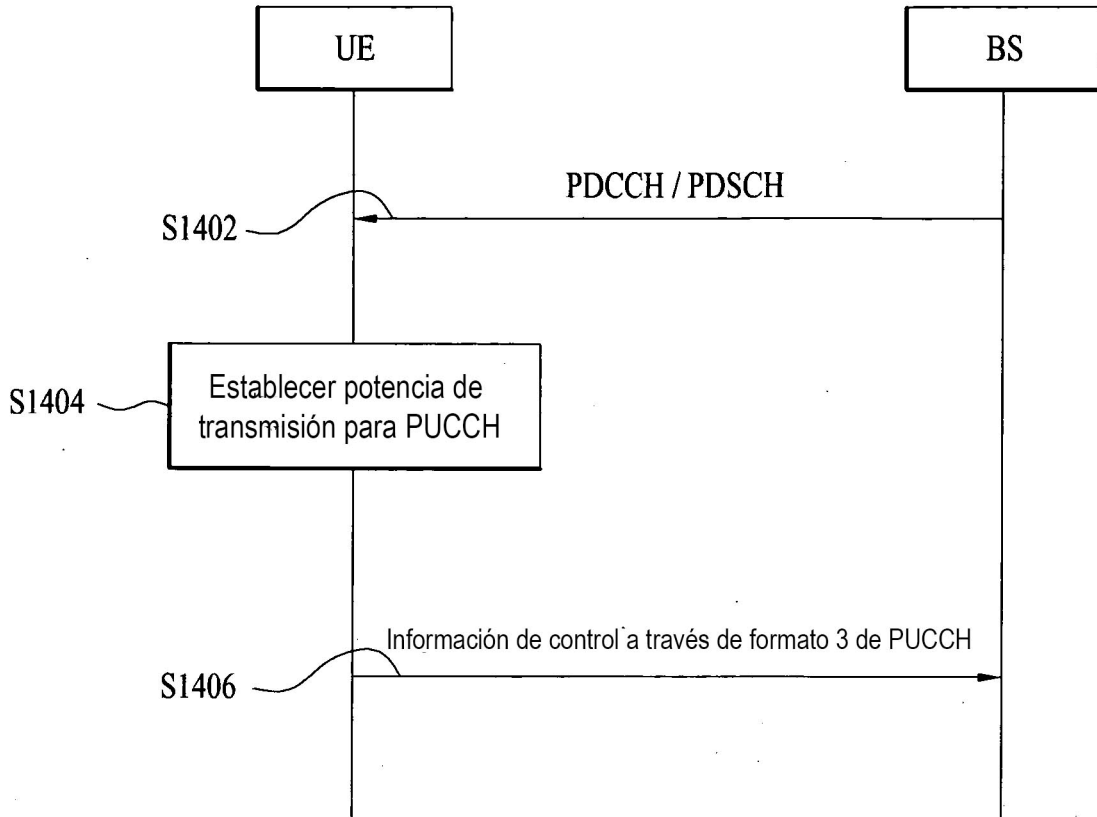 UE
BS
PDCCH / PDSCH
S1402
Establecer potencia de
transmisión para PUCCH
S1404
Información de control a través de formato 3 de PUCCH
S1406